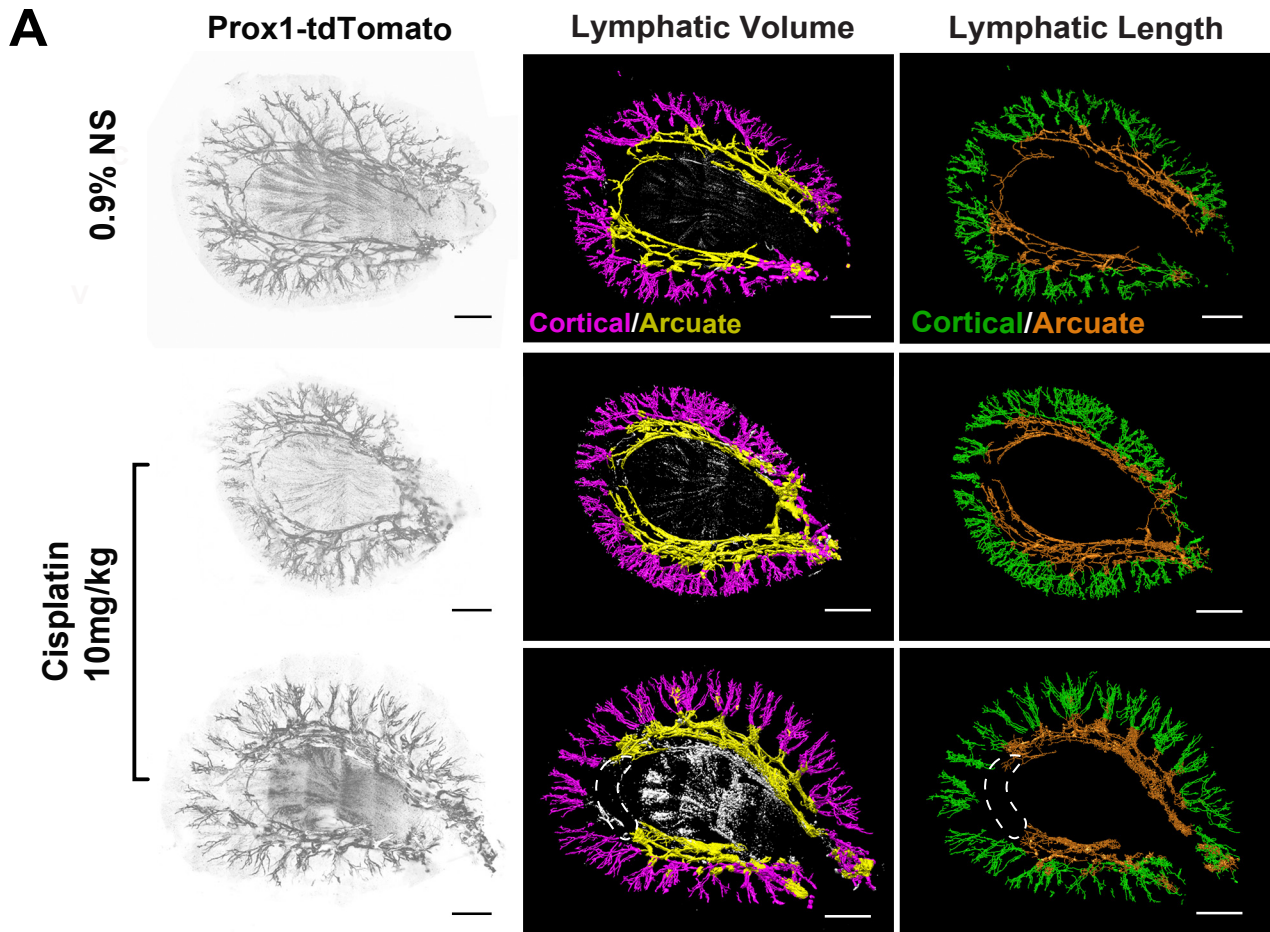 A
Prox1-tdTomato
Lymphatic Volume
Lymphatic Length
0.9% NS
Cortical/Arcuate
Cortical/Arcuate
Cisplatin
10mg/kg